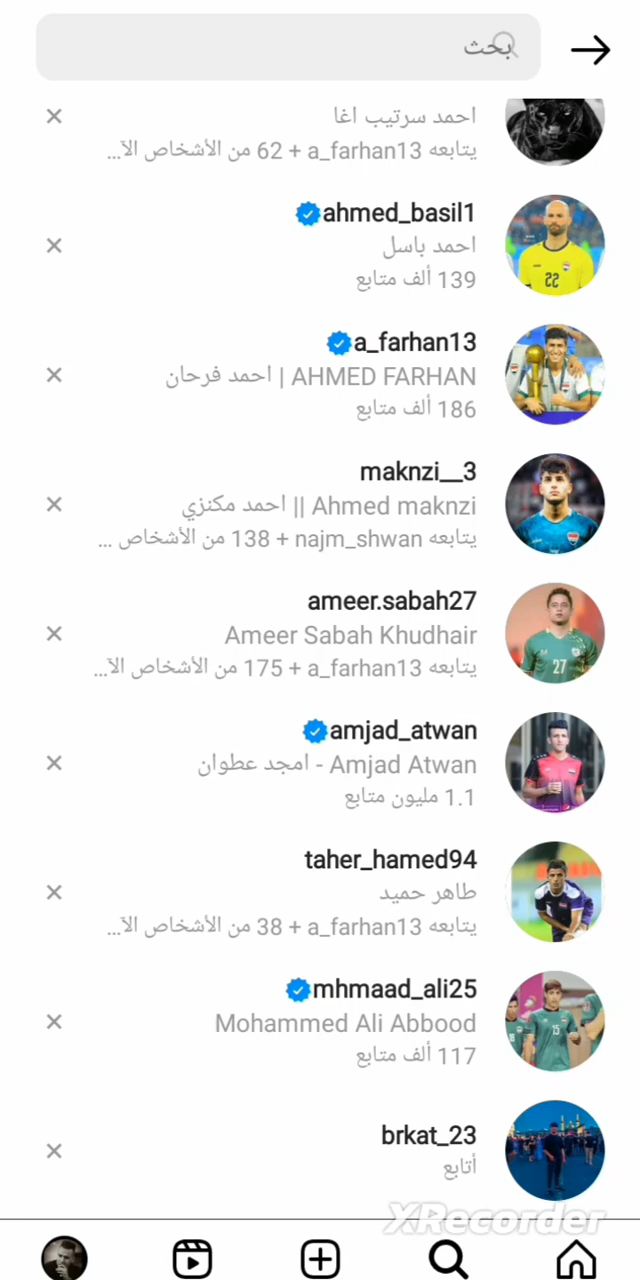 بحث
احمد سرتيب اغا
يتابعه a_farhan13 + 62 من الأشخاص الآ...
ahmed_basil1
احمد باسل
139 ألف متابع
22
a_farhan13
AHMED FARHAN | احمد فرحان
186 ألف متابع
maknzi__3
Ahmed maknzi || احمد مكنزي
يتابعه najm_shwan + 138 من الأشخاص ...
ameer.sabah27
Ameer Sabah Khudhair
يتابعه a_farhan13 + 175 من الأشخاص الآ...
27
amjad_atwan
Amjad Atwan - امجد عطوان
1.1 مليون متابع
taher_hamed94
طاهر حميد
يتابعه a_farhan13 + 38 من الأشخاص الآ...
mhmaad_ali25
Mohammed Ali Abbood
117 ألف متابع
15
brkat_23
أتابع
XRecorder